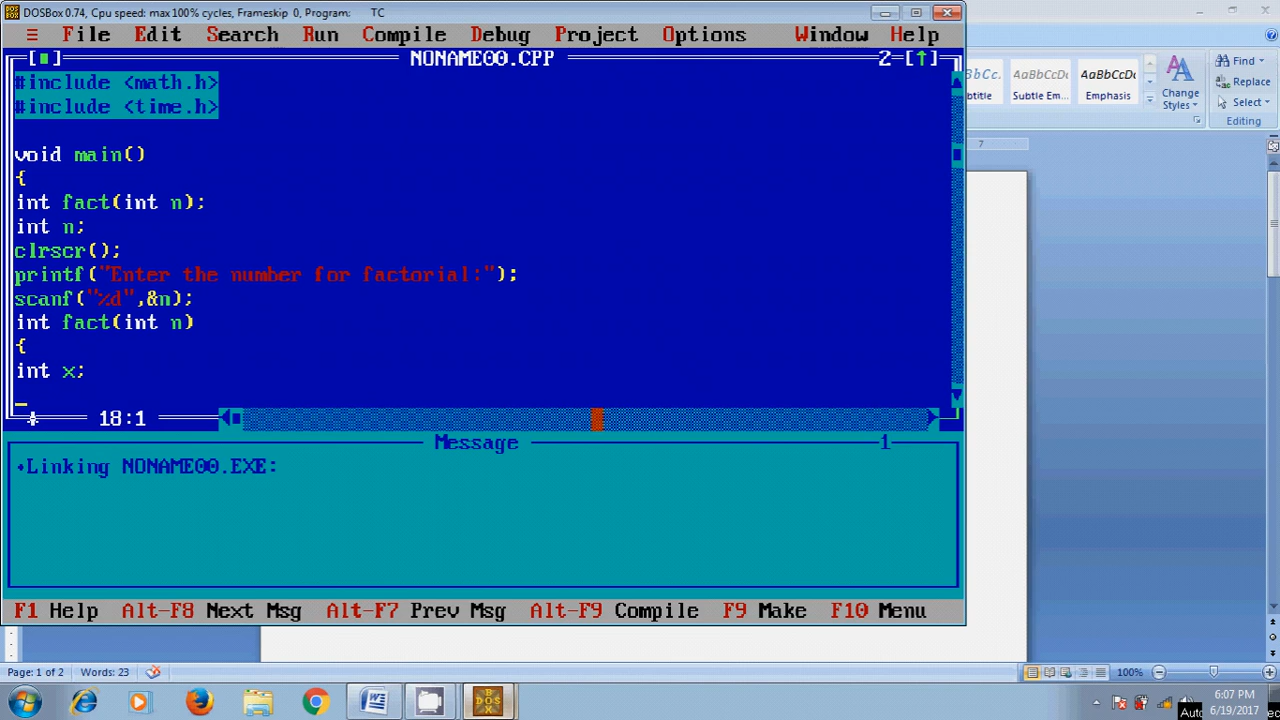 DOSBox 0.74, Cpu speed: max 100% cycles, Frameskip 0, Program: TC
≡ File Edit Search Run Compile Debug Project Options Window Help
[■] NONAME00.CPP 2=[↑]
#include <math.h>
#include <time.h>
void main()
{
int fact(int n);
int n;
clrscr();
printf("Enter the number for factorial:");
scanf("%d",&n);
int fact(int n)
{
int x;
_
18:1
Message 1
•Linking NONAME00.EXE:
F1 Help Alt-F8 Next Msg Alt-F7 Prev Msg Alt-F9 Compile F9 Make F10 Menu
AaBbCcDc AaBbCcDc
btitle Subtle Em... Emphasis
Change Styles
Find
Replace
Select
Editing
7
Page: 1 of 2 Words: 23 100%
6:07 PM
6/19/2017